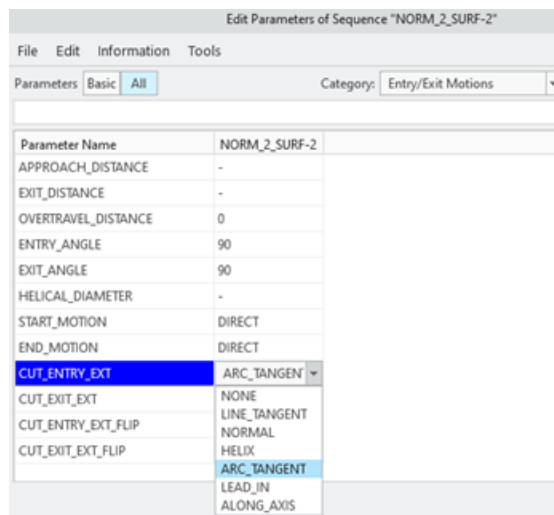 Edit Parameters of Sequence "NORM_2_SURF-2"
File Edit Information Tools
Parameters Basic All Category: Entry/Exit Motions
Parameter Name NORM_2_SURF-2
APPROACH_DISTANCE -
EXIT_DISTANCE -
OVERTRAVEL_DISTANCE 0
ENTRY_ANGLE 90
EXIT_ANGLE 90
HELICAL_DIAMETER -
START_MOTION DIRECT
END_MOTION DIRECT
CUT_ENTRY_EXT ARC_TANGENT
CUT_EXIT_EXT NONE
LINE_TANGENT
CUT_ENTRY_EXT_FLIP NORMAL
CUT_EXIT_EXT_FLIP HELIX
ARC_TANGENT
LEAD_IN
ALONG_AXIS